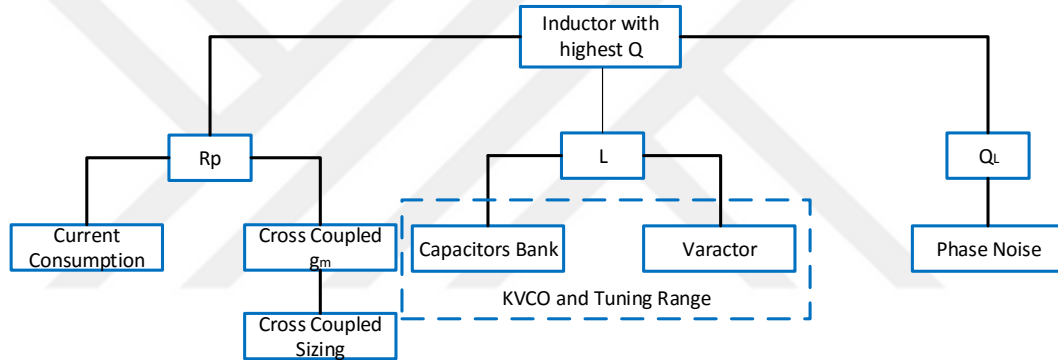 Inductor with
highest Q
Rp
L
QL
Current
Consumption
Cross Coupled
gm
Capacitors Bank
Varactor
Phase Noise
KVCO and Tuning Range
Cross Coupled
Sizing